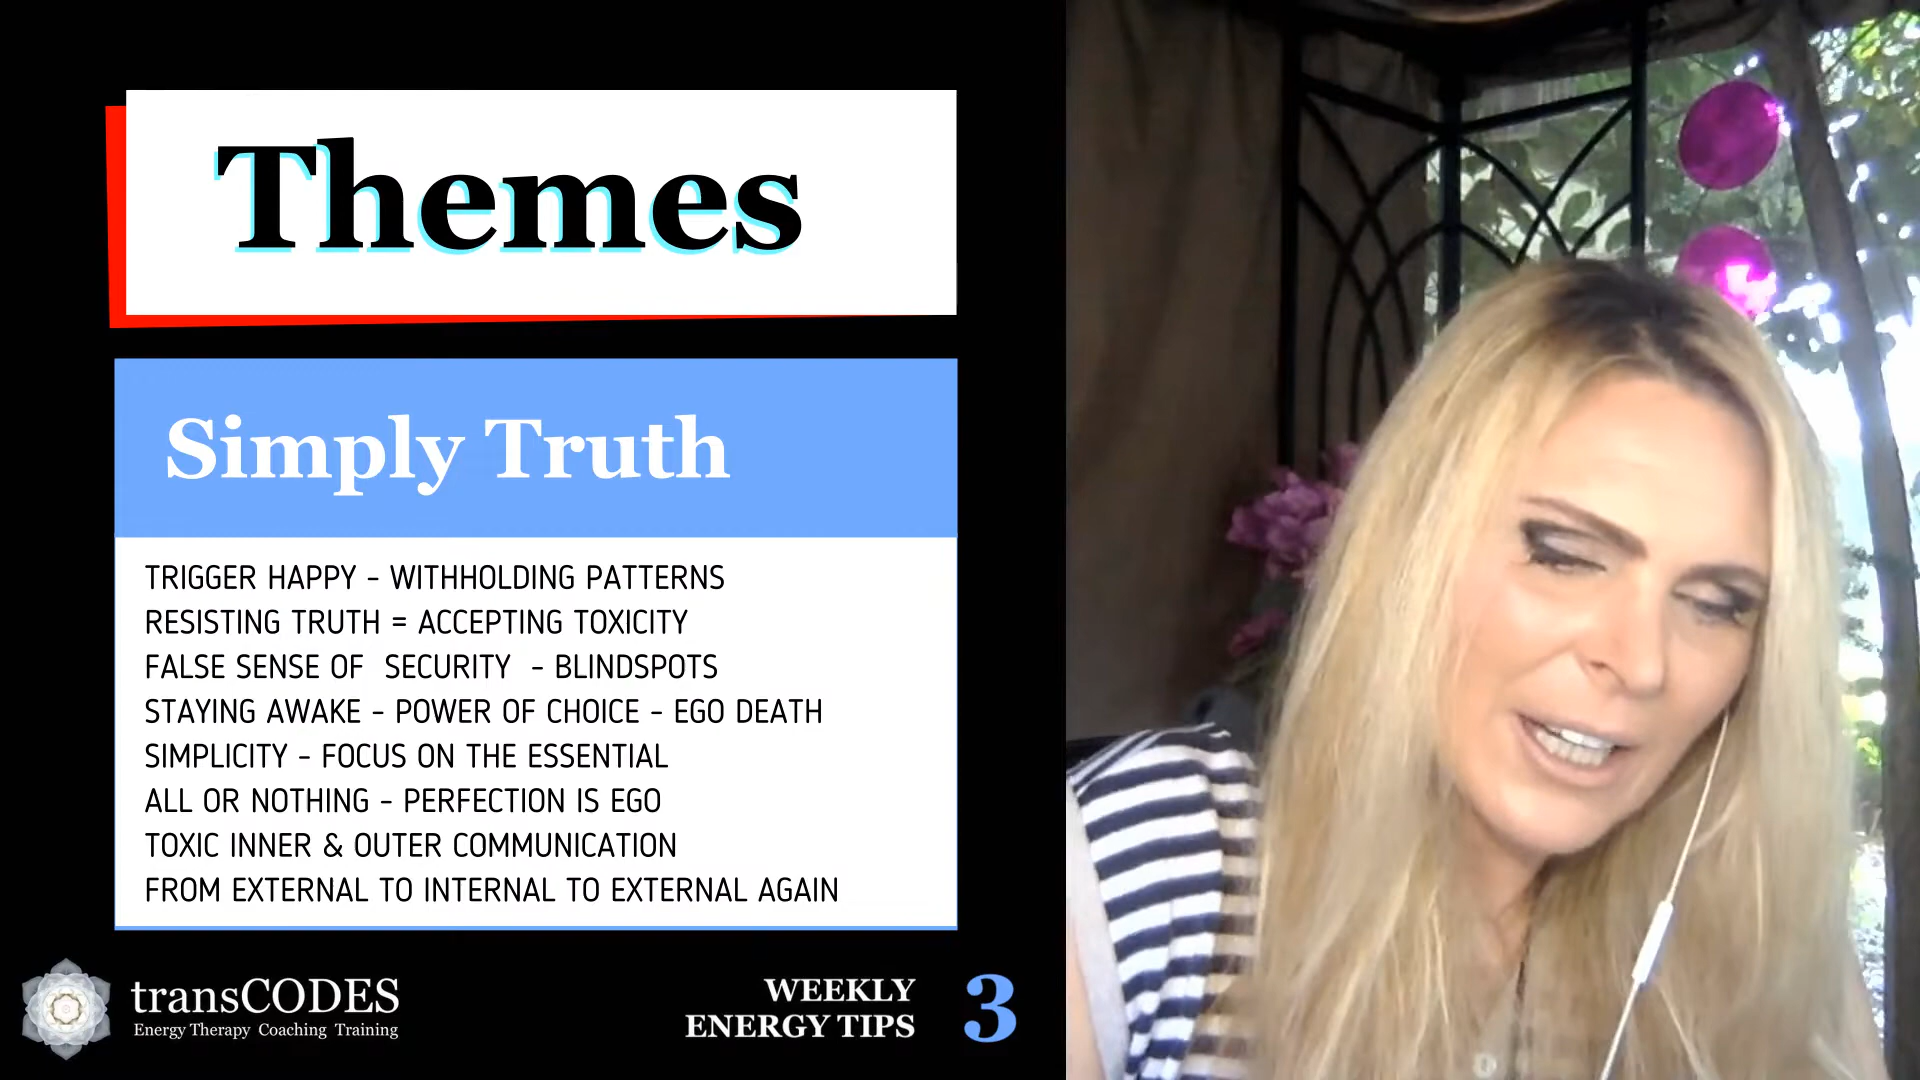 Themes
Simply Truth
TRIGGER HAPPY - WITHHOLDING PATTERNS
RESISTING TRUTH = ACCEPTING TOXICITY
FALSE SENSE OF SECURITY - BLINDSPOTS
STAYING AWAKE - POWER OF CHOICE - EGO DEATH
SIMPLICITY - FOCUS ON THE ESSENTIAL
ALL OR NOTHING - PERFECTION IS EGO
TOXIC INNER & OUTER COMMUNICATION
FROM EXTERNAL TO INTERNAL TO EXTERNAL AGAIN
transCODES
Energy Therapy Coaching Training
WEEKLY
ENERGY TIPS
3